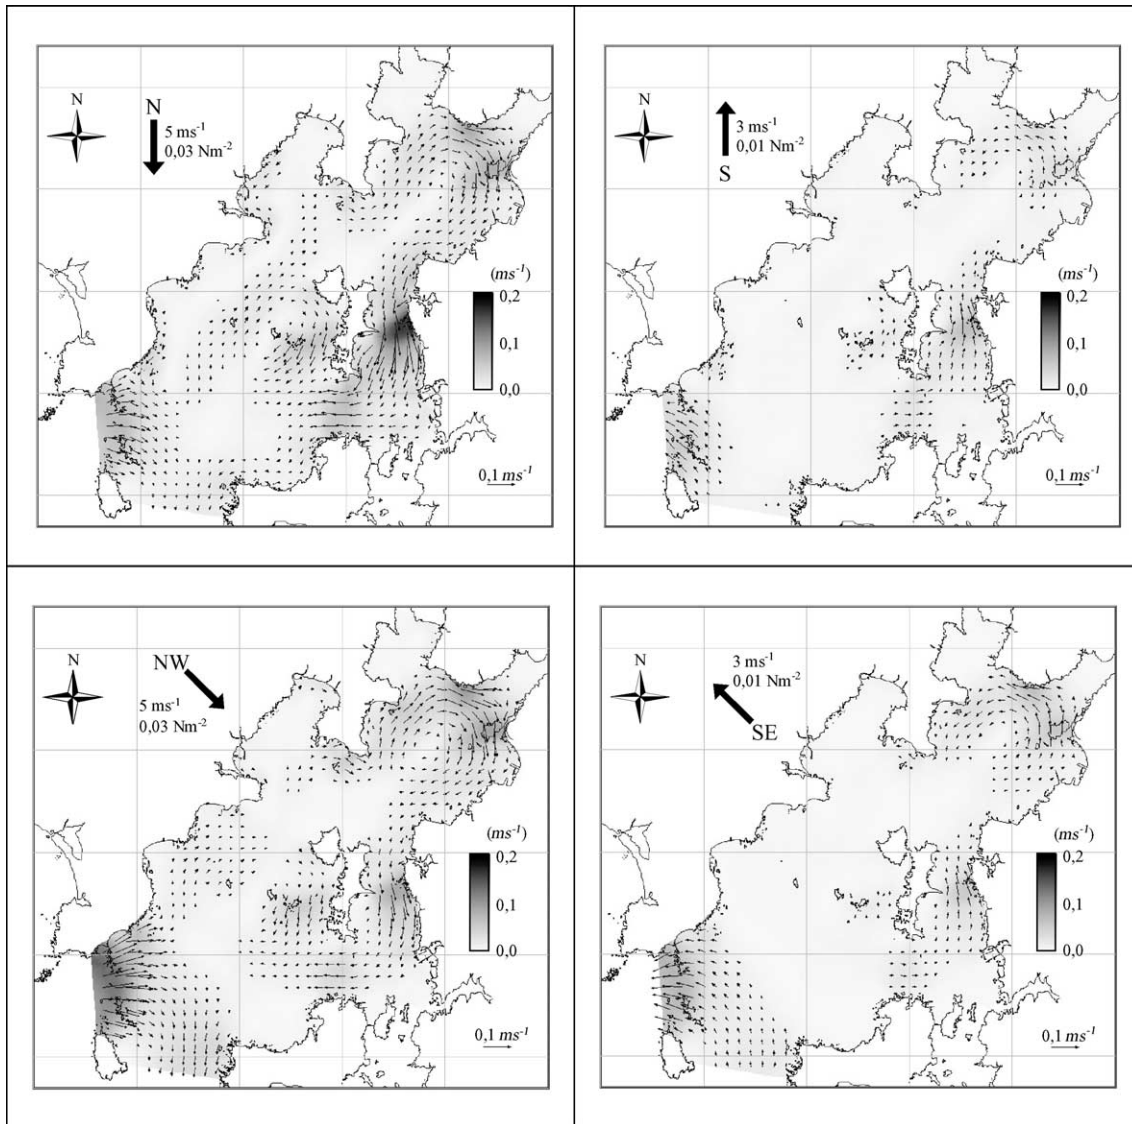 N
N
5 ms⁻¹
0,03 Nm⁻²
(ms⁻¹)
0,2
0,1
0,0
0,1 ms⁻¹
N
3 ms⁻¹
0,01 Nm⁻²
S
(ms⁻¹)
0,2
0,1
0,0
0,1 ms⁻¹
N
NW
5 ms⁻¹
0,03 Nm⁻²
(ms⁻¹)
0,2
0,1
0,0
0,1 ms⁻¹
N
3 ms⁻¹
0,01 Nm⁻²
SE
(ms⁻¹)
0,2
0,1
0,0
0,1 ms⁻¹